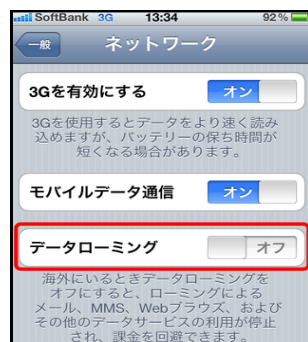 SoftBank 3G 13:34 92%
一般 ネットワーク
3Gを有効にする オン
3Gを使用するとデータをより速く読み
込めますが、バッテリーの保ち時間が
短くなる場合があります。
モバイルデータ通信 オン
データローミング オフ
海外にいるときデータローミングを
オフにすると、ローミングによる
メール、MMS、Webブラウズ、および
その他のデータサービスの利用が停止
され、課金を回避できます。